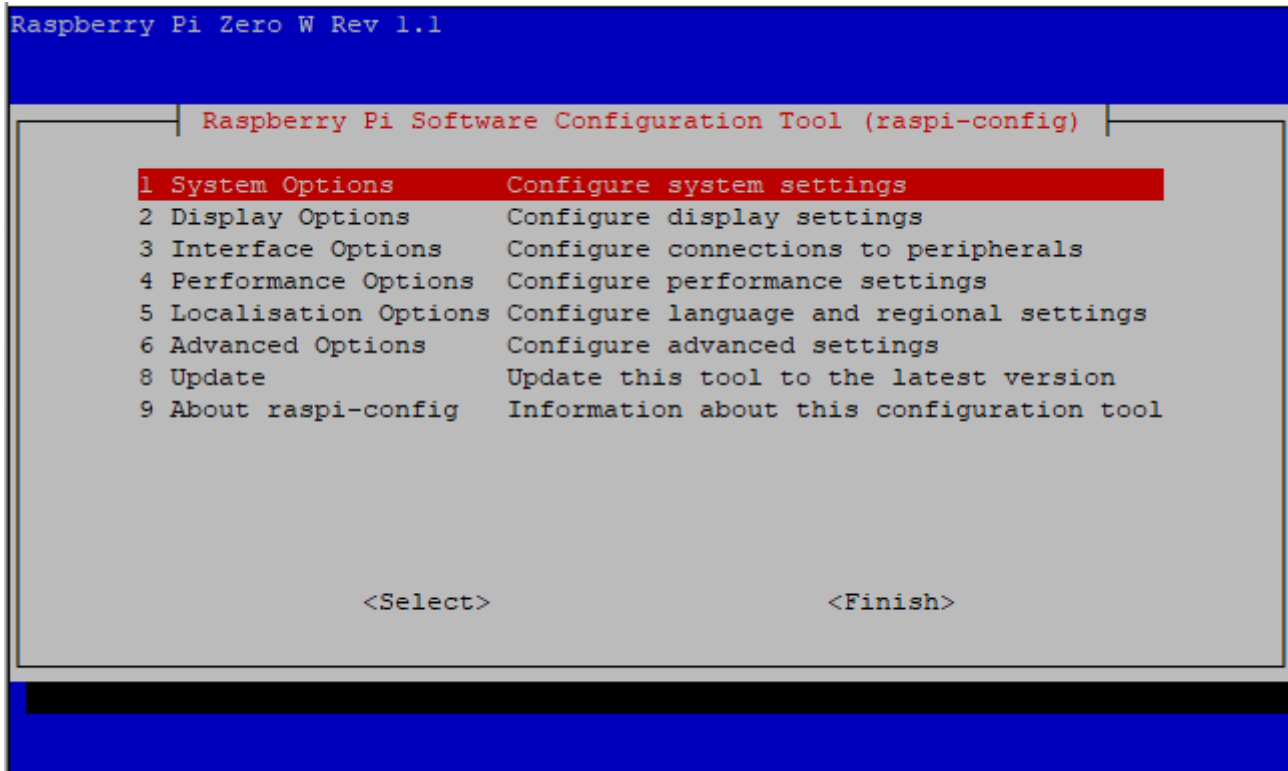 Raspberry Pi Zero W Rev 1.1
Raspberry Pi Software Configuration Tool (raspi-config)
1 System Options Configure system settings
2 Display Options Configure display settings
3 Interface Options Configure connections to peripherals
4 Performance Options Configure performance settings
5 Localisation Options Configure language and regional settings
6 Advanced Options Configure advanced settings
8 Update Update this tool to the latest version
9 About raspi-config Information about this configuration tool
<Select> <Finish>